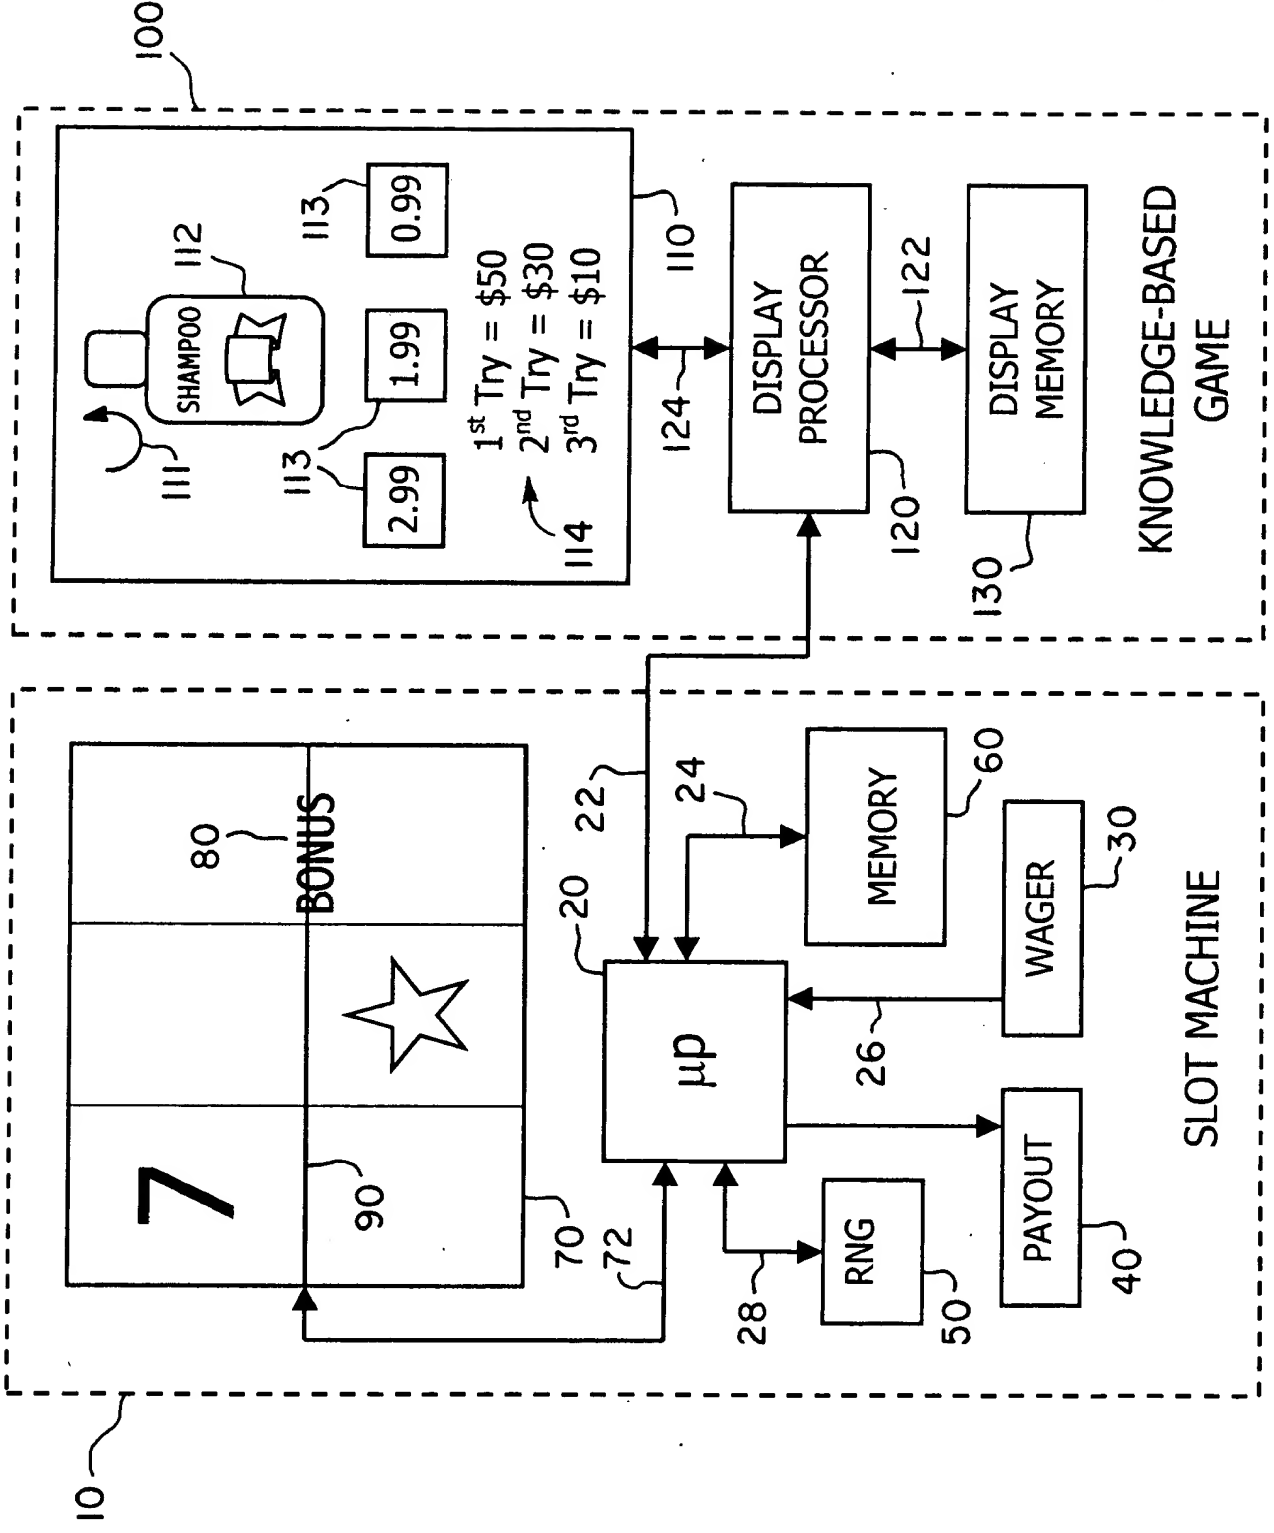 10
7
80
BONUS
90
70
72
20
μp
22
24
MEMORY
60
26
WAGER
30
28
RNG
50
PAYOUT
40
SLOT MACHINE
100
111
SHAMPOO
112
113
113
2.99
1.99
0.99
114
1st Try = $50
2nd Try = $30
3rd Try = $10
110
124
DISPLAY
PROCESSOR
120
122
DISPLAY
MEMORY
130
KNOWLEDGE-BASED
GAME